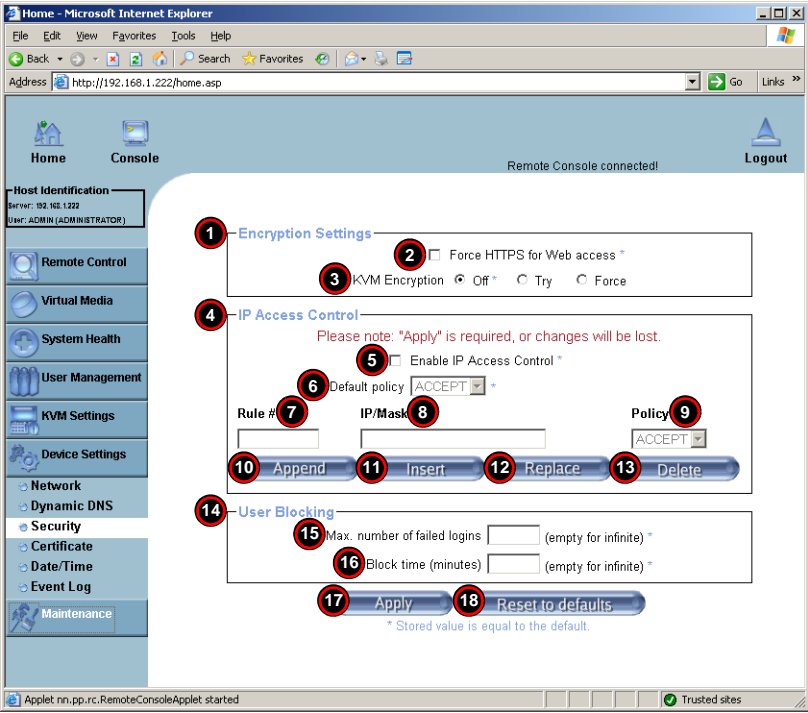 Home - Microsoft Internet Explorer
File Edit View Favorites Tools Help
Back Search Favorites
Address http://192.168.1.222/home.asp Go Links »
Home Console Logout
Remote Console connected!
Host Identification
Server: 192.168.1.222
User: ADMIN (ADMINISTRATOR)
Remote Control
Virtual Media
System Health
User Management
KVM Settings
Device Settings
Network
Dynamic DNS
Security
Certificate
Date/Time
Event Log
Maintenance
1 Encryption Settings
2 Force HTTPS for Web access *
3 KVM Encryption Off * Try Force
4 IP Access Control
Please note: "Apply" is required, or changes will be lost.
5 Enable IP Access Control *
6 Default policy ACCEPT *
Rule # 7 IP/Mask 8 Policy 9
ACCEPT
10 Append 11 Insert 12 Replace 13 Delete
14 User Blocking
15 Max. number of failed logins (empty for infinite) *
16 Block time (minutes) (empty for infinite) *
17 Apply 18 Reset to defaults
* Stored value is equal to the default.
Applet nn.pp.rc.RemoteConsoleApplet started Trusted sites